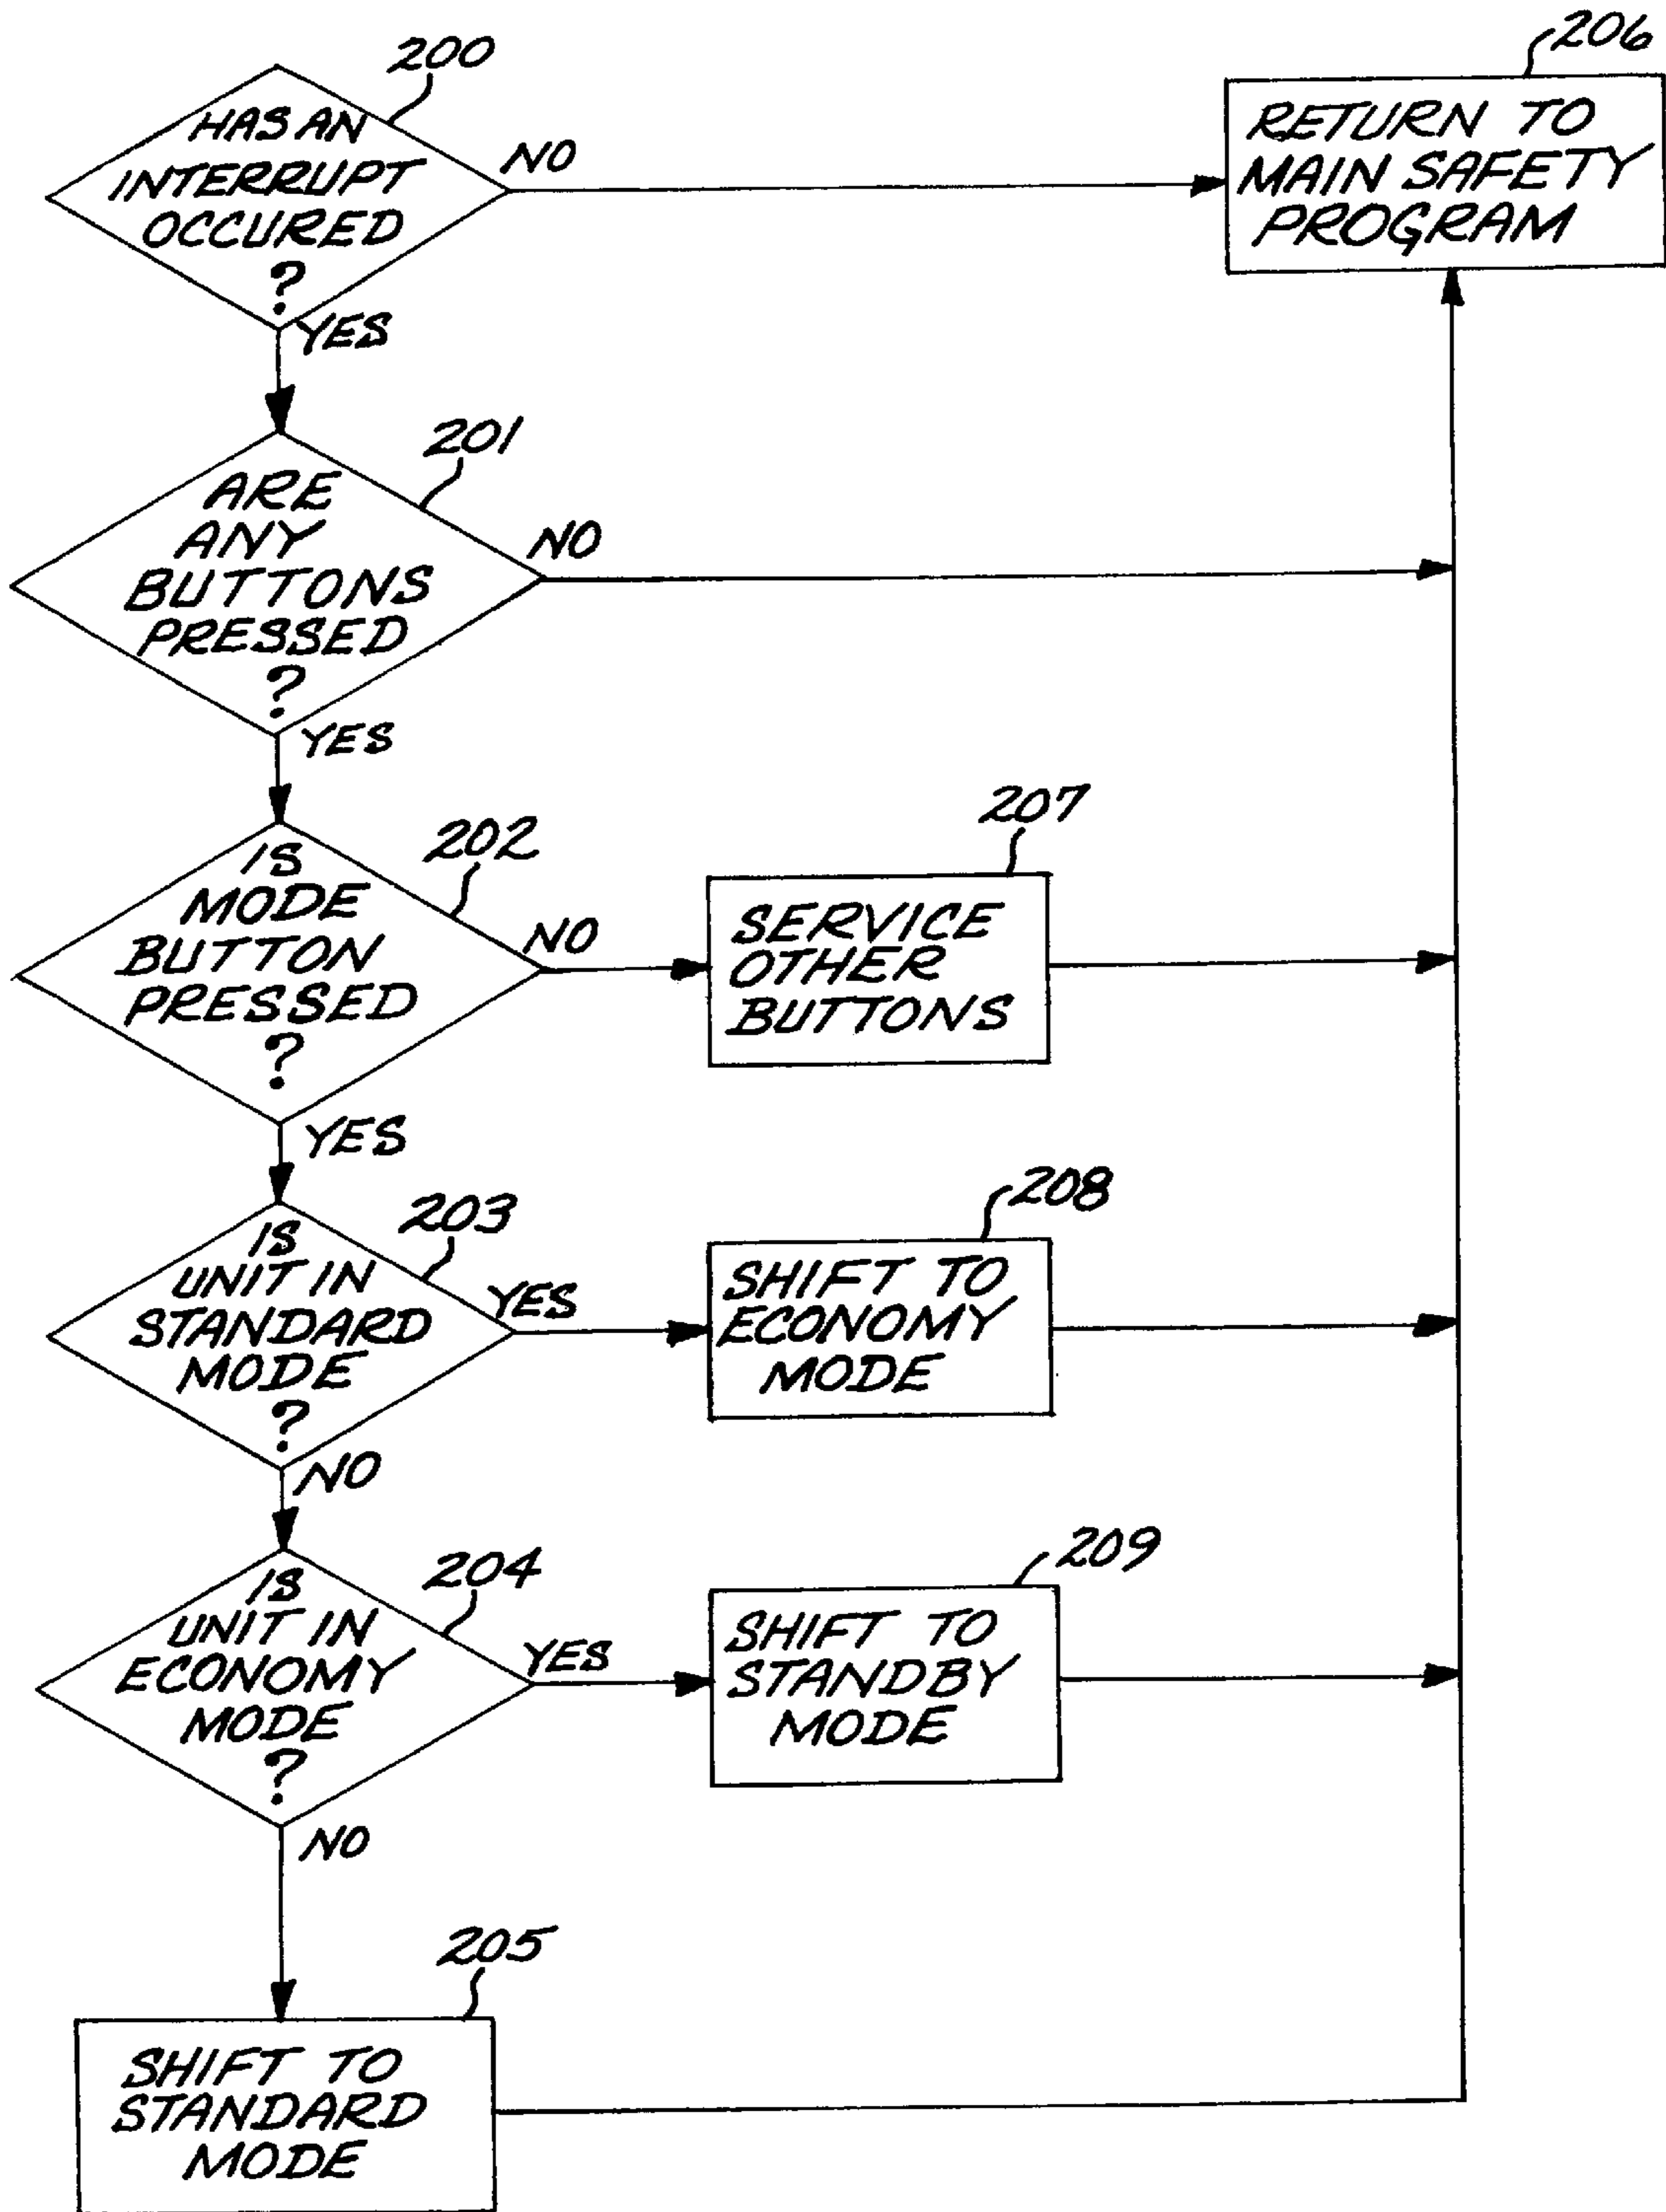 200
HAS AN
INTERRUPT
OCCURED
?
NO
YES
206
RETURN TO
MAIN SAFETY
PROGRAM
201
ARE
ANY
BUTTONS
PRESSED
?
NO
YES
202
IS
MODE
BUTTON
PRESSED
?
NO
YES
207
SERVICE
OTHER
BUTTONS
203
IS
UNIT IN
STANDARD
MODE
?
YES
NO
208
SHIFT TO
ECONOMY
MODE
204
IS
UNIT IN
ECONOMY
MODE
?
YES
NO
209
SHIFT TO
STANDBY
MODE
205
SHIFT TO
STANDARD
MODE